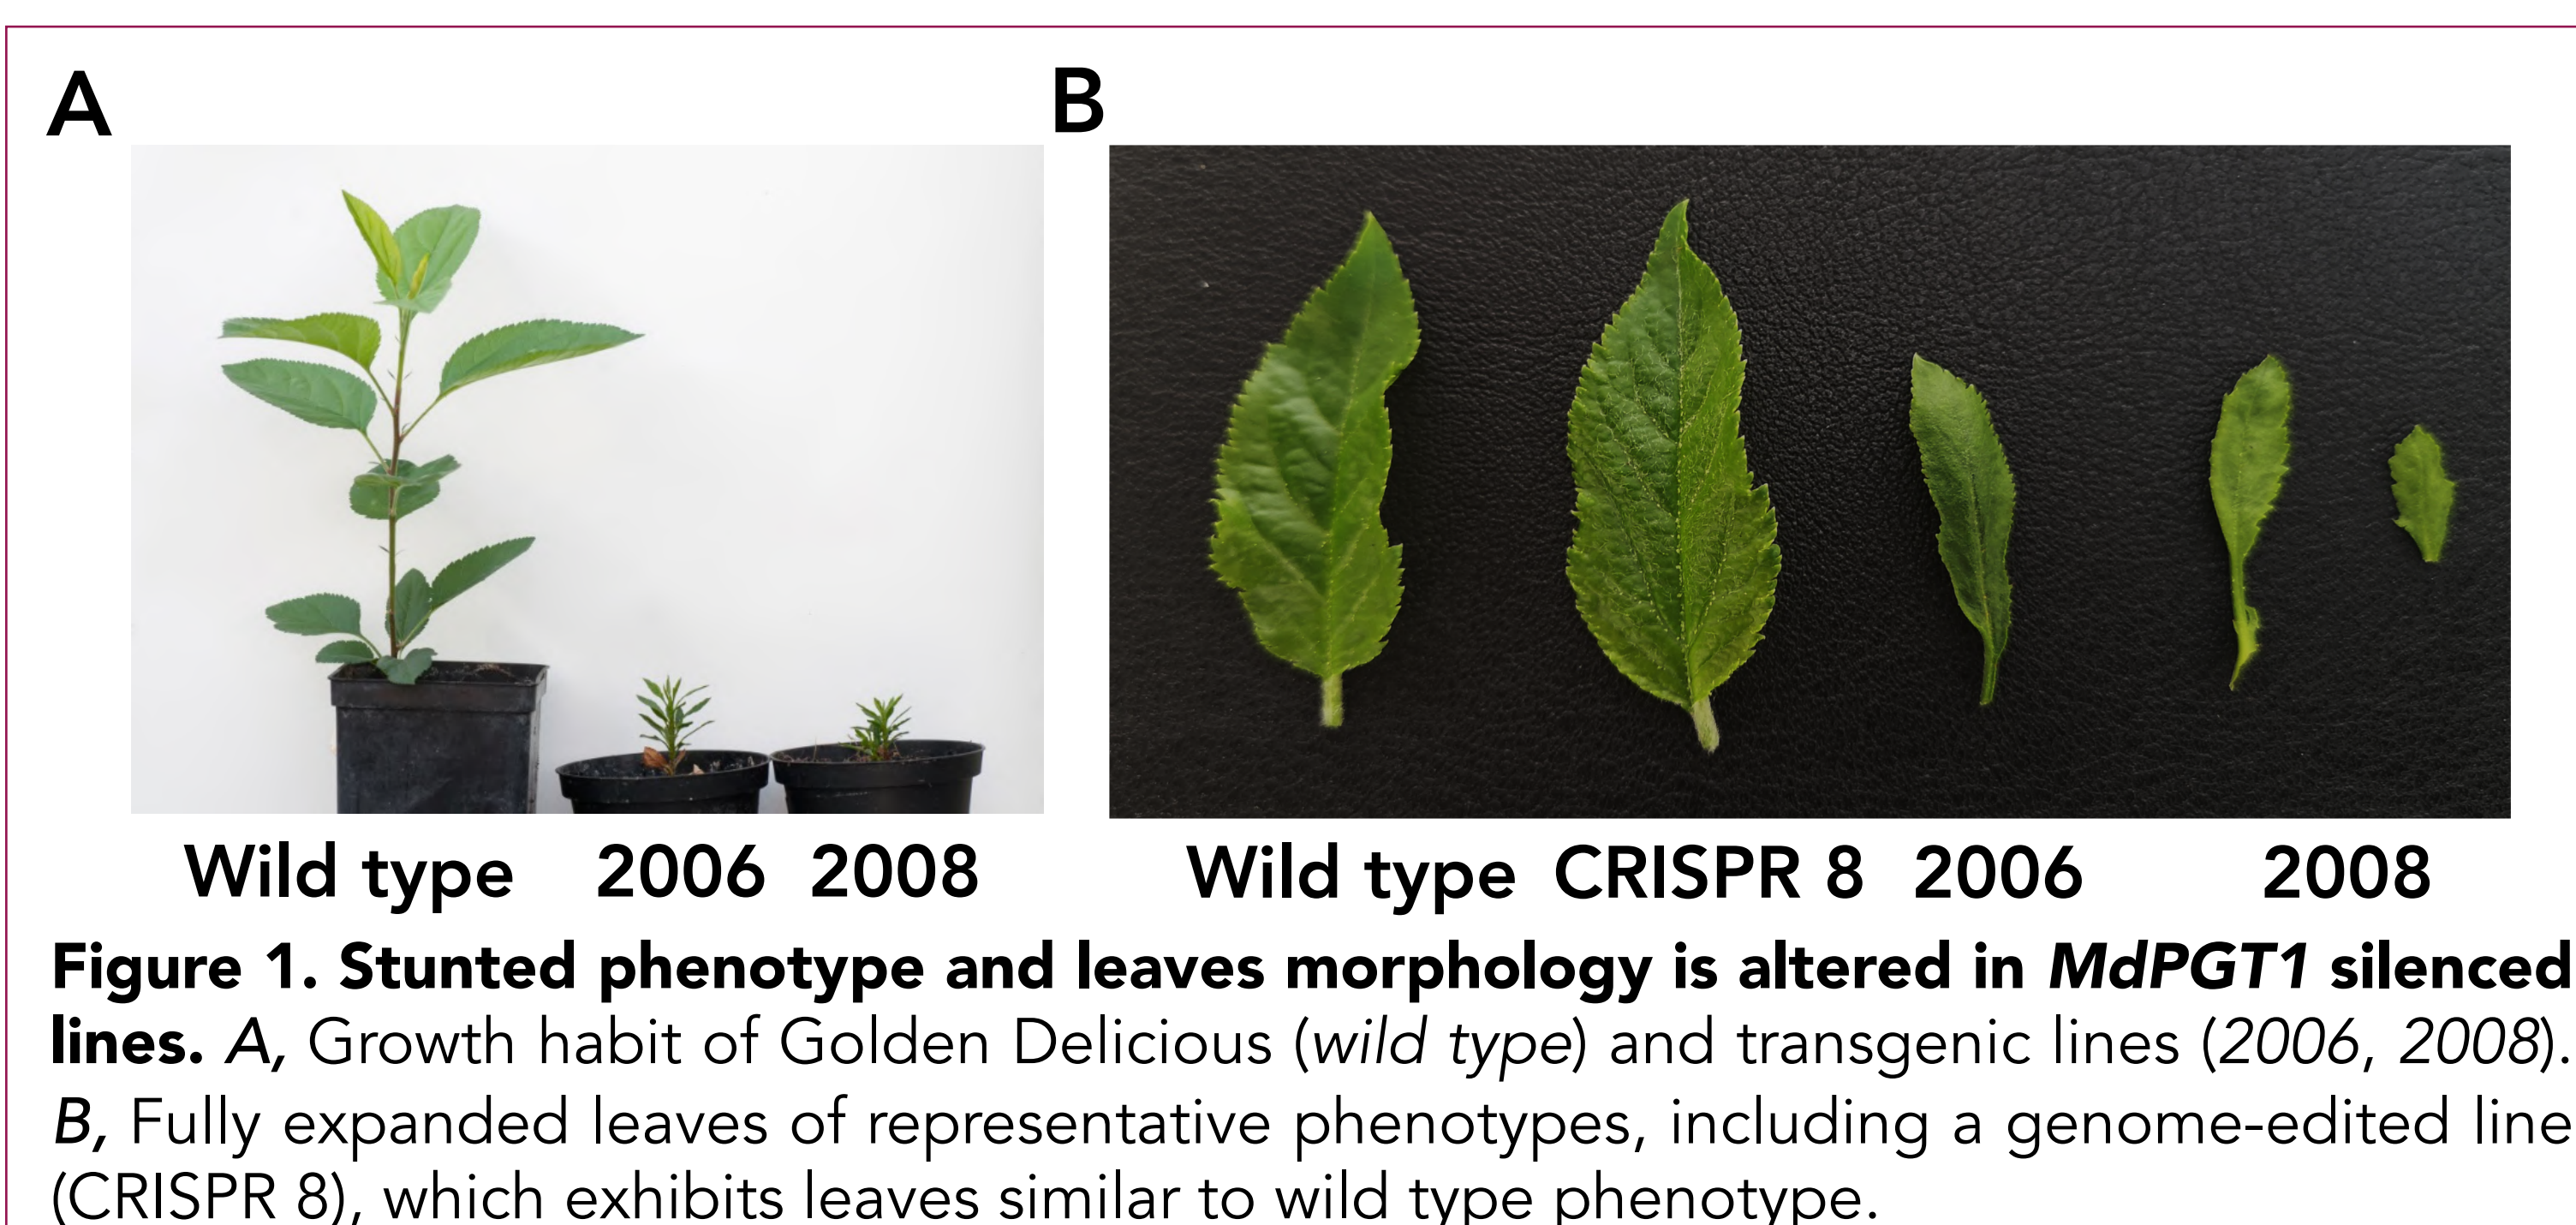 A
B
Wild type 2006 2008
Wild type CRISPR 8 2006 2008
Figure 1. Stunted phenotype and leaves morphology is altered in MdPGT1 silenced
lines. A, Growth habit of Golden Delicious (wild type) and transgenic lines (2006, 2008).
B, Fully expanded leaves of representative phenotypes, including a genome-edited line
(CRISPR 8), which exhibits leaves similar to wild type phenotype.